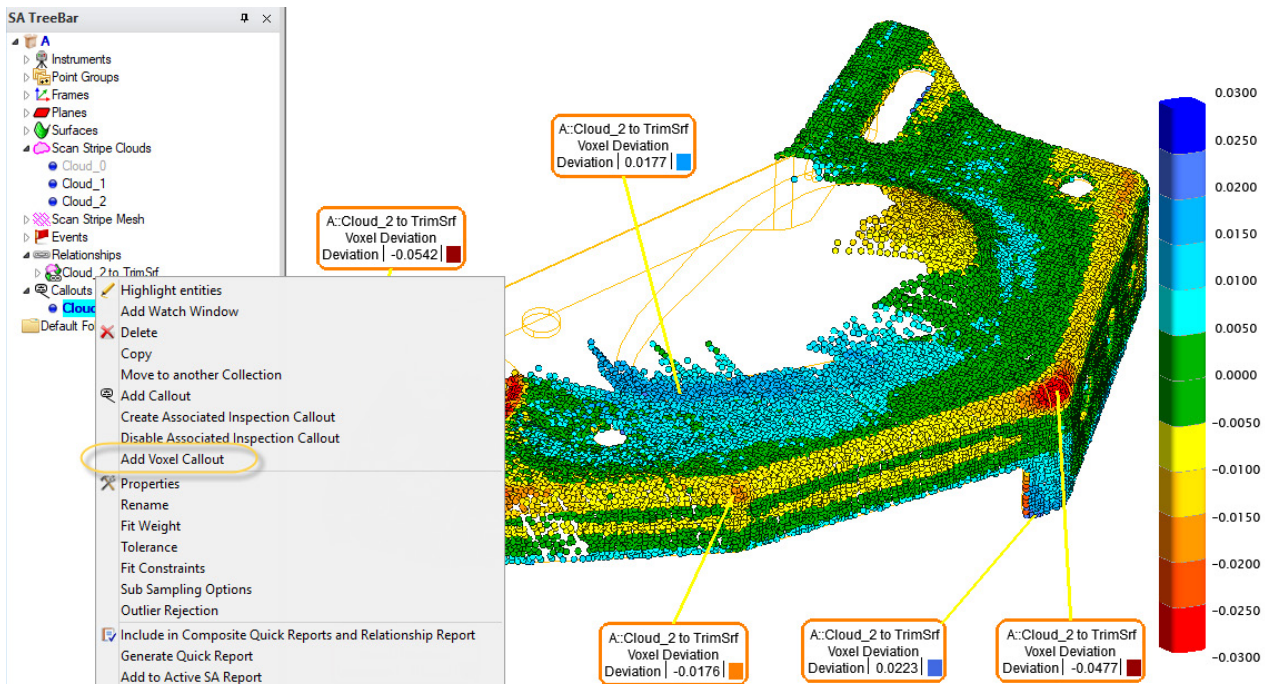 SA TreeBar
A
Instruments
Point Groups
Frames
Planes
Surfaces
Scan Stripe Clouds
Cloud_0
Cloud_1
Cloud_2
Scan Stripe Mesh
Events
Relationships
Cloud_2 to TrimSrf
Callouts
Clou
Default Fo
Highlight entities
Add Watch Window
Delete
Copy
Move to another Collection
Add Callout
Create Associated Inspection Callout
Disable Associated Inspection Callout
Add Voxel Callout
Properties
Rename
Fit Weight
Tolerance
Fit Constraints
Sub Sampling Options
Outlier Rejection
Include in Composite Quick Reports and Relationship Report
Generate Quick Report
Add to Active SA Report
A::Cloud_2 to TrimSrf
Voxel Deviation
Deviation -0.0542
A::Cloud_2 to TrimSrf
Voxel Deviation
Deviation 0.0177
A::Cloud_2 to TrimSrf
Voxel Deviation
Deviation -0.0176
A::Cloud_2 to TrimSrf
Voxel Deviation
Deviation 0.0223
A::Cloud_2 to TrimSrf
Voxel Deviation
Deviation -0.0477
0.0300
0.0250
0.0200
0.0150
0.0100
0.0050
0.0000
-0.0050
-0.0100
-0.0150
-0.0200
-0.0250
-0.0300